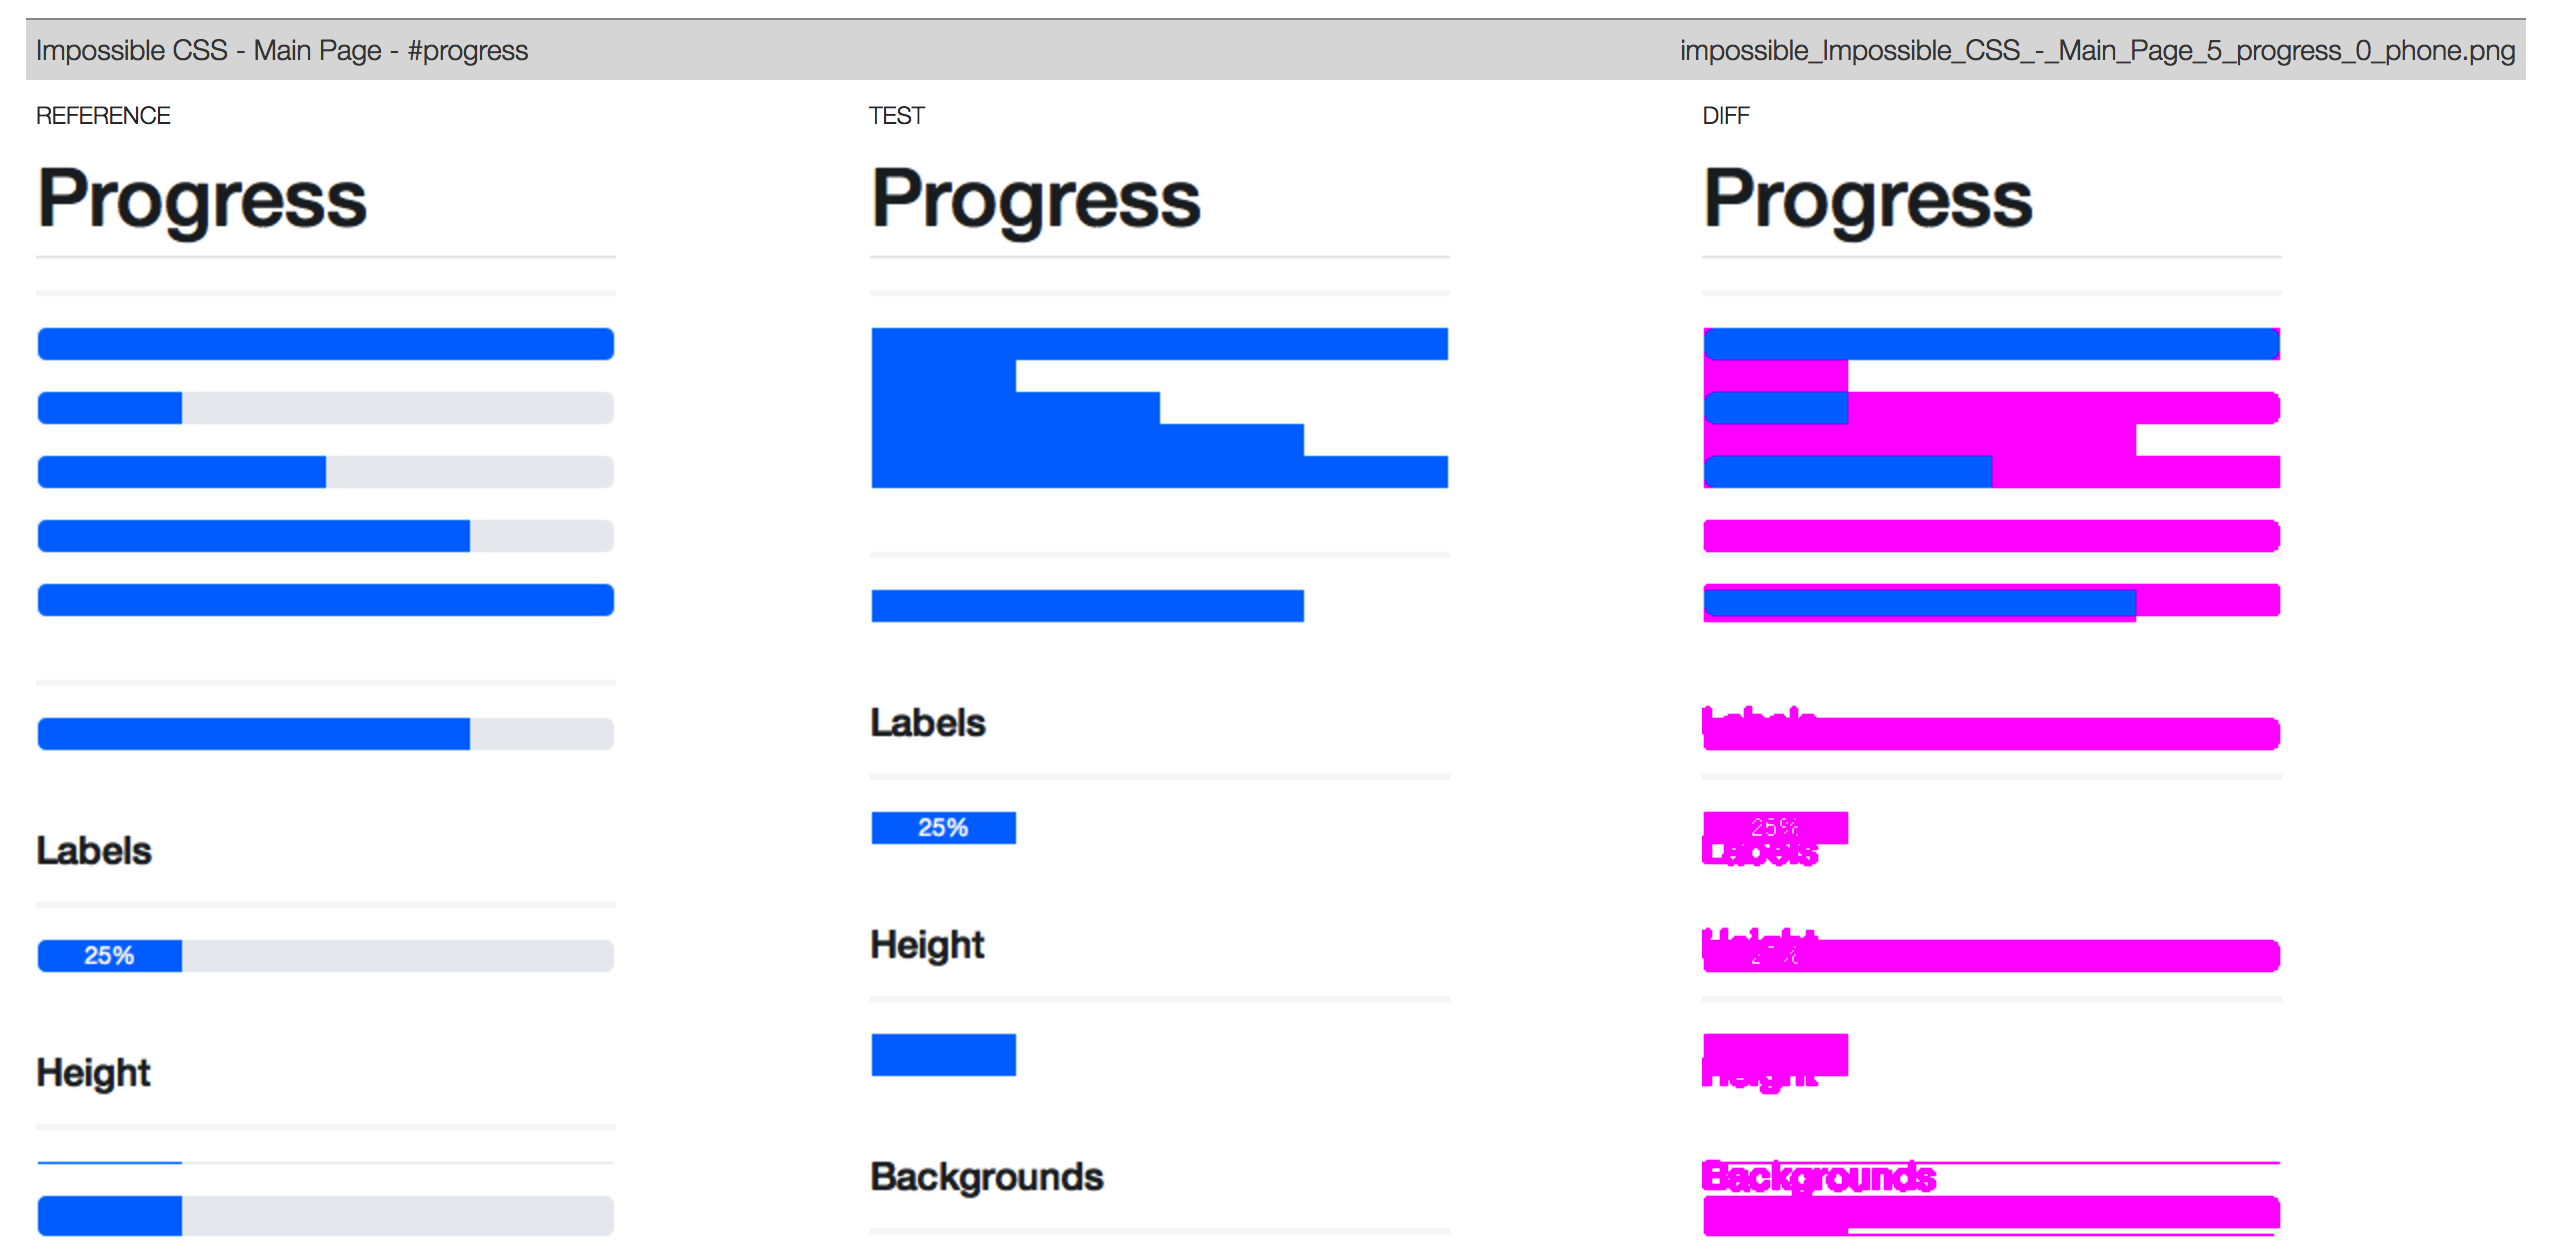 Impossible CSS - Main Page - #progress
impossible_Impossible_CSS_-_Main_Page_5_progress_0_phone.png
REFERENCE
Progress
Labels
25%
Height
TEST
Progress
Labels
25%
Height
Backgrounds
DIFF
Progress
Labels
25%
Labels
Height
25%
Height
Backgrounds